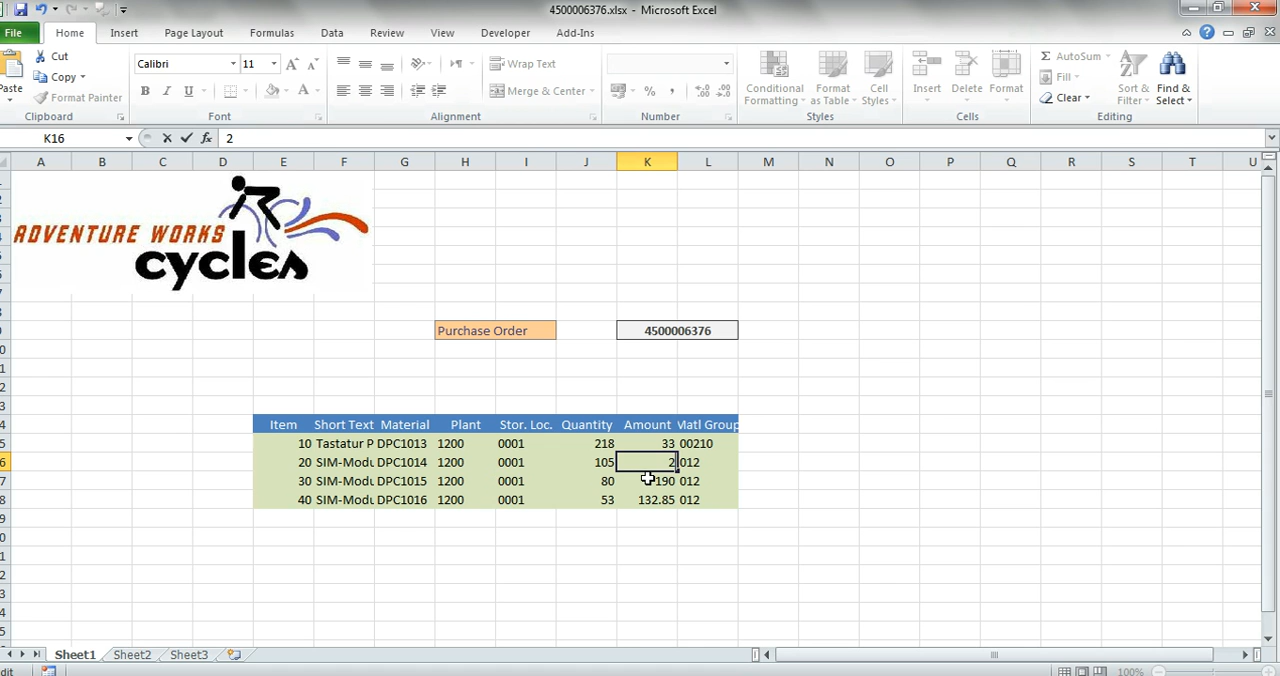 4500006376.xlsx - Microsoft Excel
File Home Insert Page Layout Formulas Data Review View Developer Add-Ins
Cut Calibri 11 Wrap Text AutoSum
Paste Copy Fill
Format Painter B I U Merge & Center % Conditional Formatting Format as Table Cell Styles Insert Delete Format Clear Sort & Filter Find & Select
Clipboard Font Alignment Number Styles Cells Editing
K16 fx 2
A B C D E F G H I J K L M N O P Q R S T U
ADVENTURE WORKS
cycles
Purchase Order 4500006376
Item Short Text Material Plant Stor. Loc. Quantity Amount Matl Group
10 Tastatur P DPC1013 1200 0001 218 33 00210
20 SIM-Modu DPC1014 1200 0001 105 2 012
30 SIM-Modu DPC1015 1200 0001 80 190 012
40 SIM-Modu DPC1016 1200 0001 53 132.85 012
Sheet1 Sheet2 Sheet3
100%